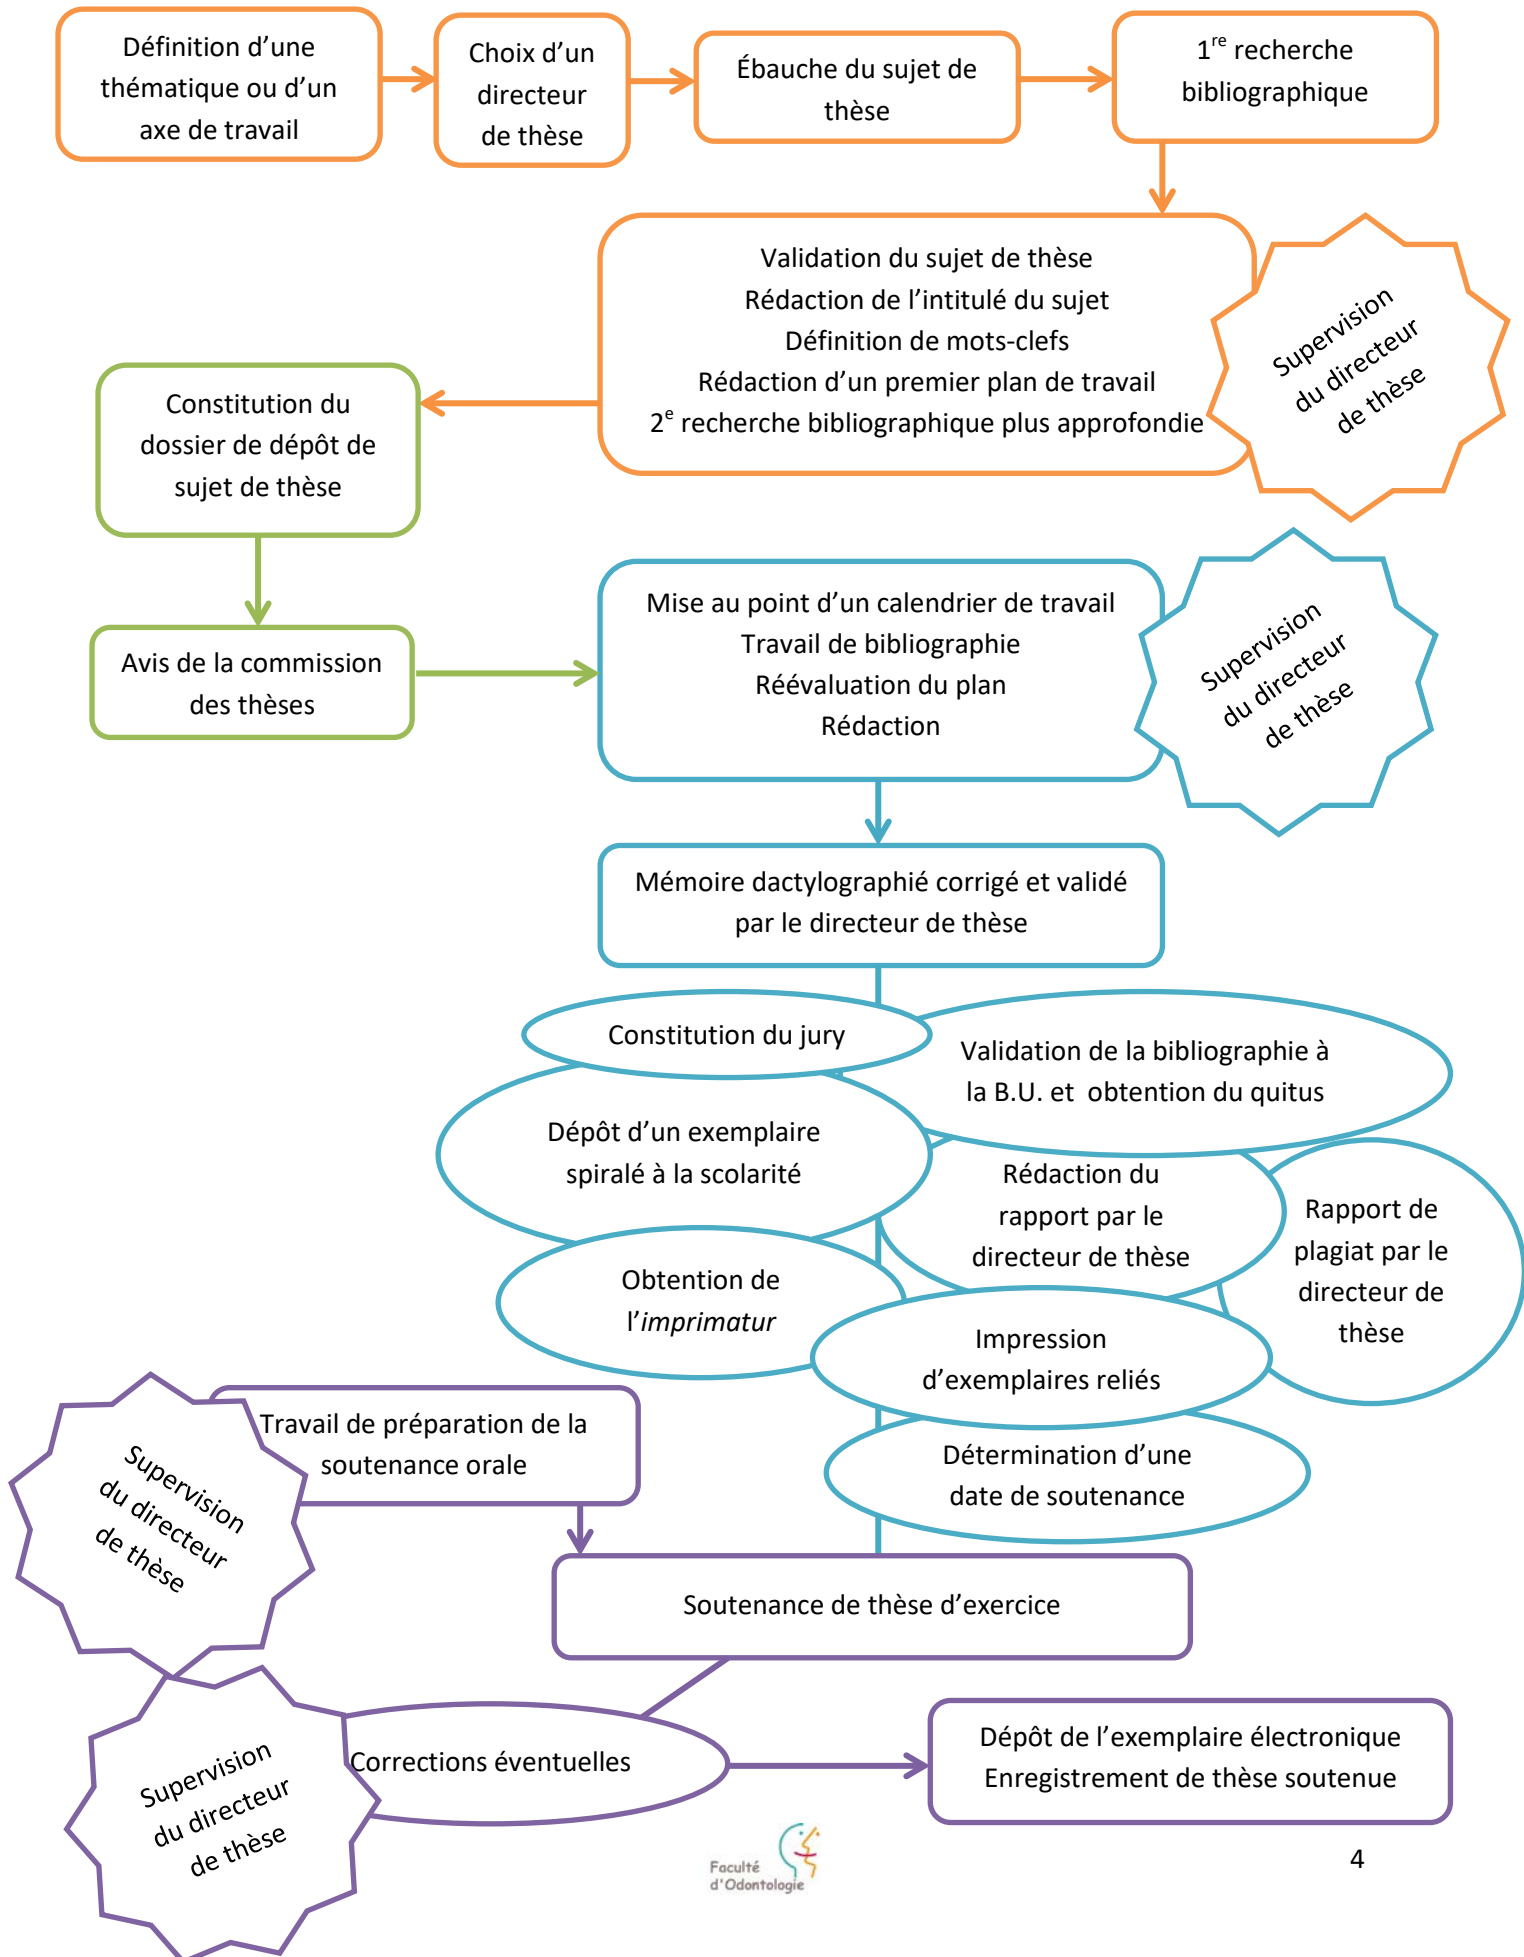 Définition d’une
thématique ou d’un
axe de travail
Choix d’un
directeur
de thèse
Ébauche du sujet de
thèse
1re recherche
bibliographique
Validation du sujet de thèse
Rédaction de l’intitulé du sujet
Définition de mots-clefs
Rédaction d’un premier plan de travail
2e recherche bibliographique plus approfondie
Supervision
du directeur
de thèse
Constitution du
dossier de dépôt de
sujet de thèse
Avis de la commission
des thèses
Mise au point d’un calendrier de travail
Travail de bibliographie
Réévaluation du plan
Rédaction
Supervision
du directeur
de thèse
Mémoire dactylographié corrigé et validé
par le directeur de thèse
Constitution du jury
Validation de la bibliographie à
la B.U. et  obtention du quitus
Dépôt d’un exemplaire
spiralé à la scolarité
Rédaction du
rapport par le
directeur de thèse
Rapport de
plagiat par le
directeur de
thèse
Obtention de
l’imprimatur
Impression
d’exemplaires reliés
Détermination d’une
date de soutenance
Travail de préparation de la
soutenance orale
Supervision
du directeur
de thèse
Soutenance de thèse d’exercice
Corrections éventuelles
Supervision
du directeur
de thèse
Dépôt de l’exemplaire électronique
Enregistrement de thèse soutenue
Faculté
d'Odontologie
4